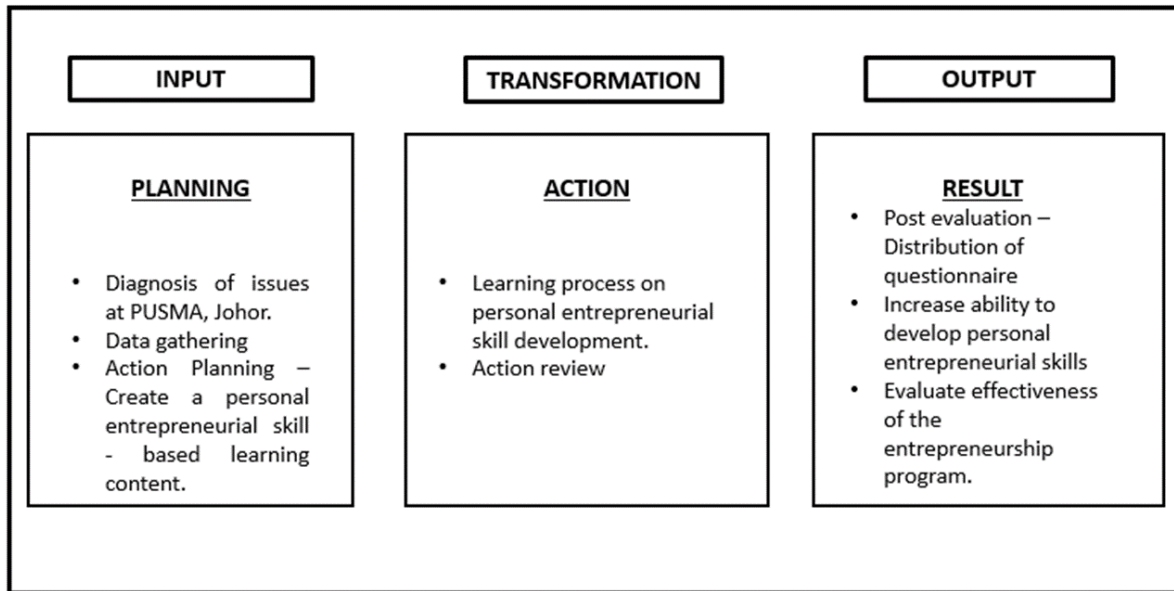 INPUT
PLANNING
• Diagnosis of issues
at PUSMA, Johor.
• Data gathering
• Action Planning –
Create a personal
entrepreneurial skill
- based learning
content.
TRANSFORMATION
ACTION
• Learning process on
personal entrepreneurial
skill development.
• Action review
OUTPUT
RESULT
• Post evaluation –
Distribution of
questionnaire
• Increase ability to
develop personal
entrepreneurial skills
• Evaluate effectiveness
of the
entrepreneurship
program.